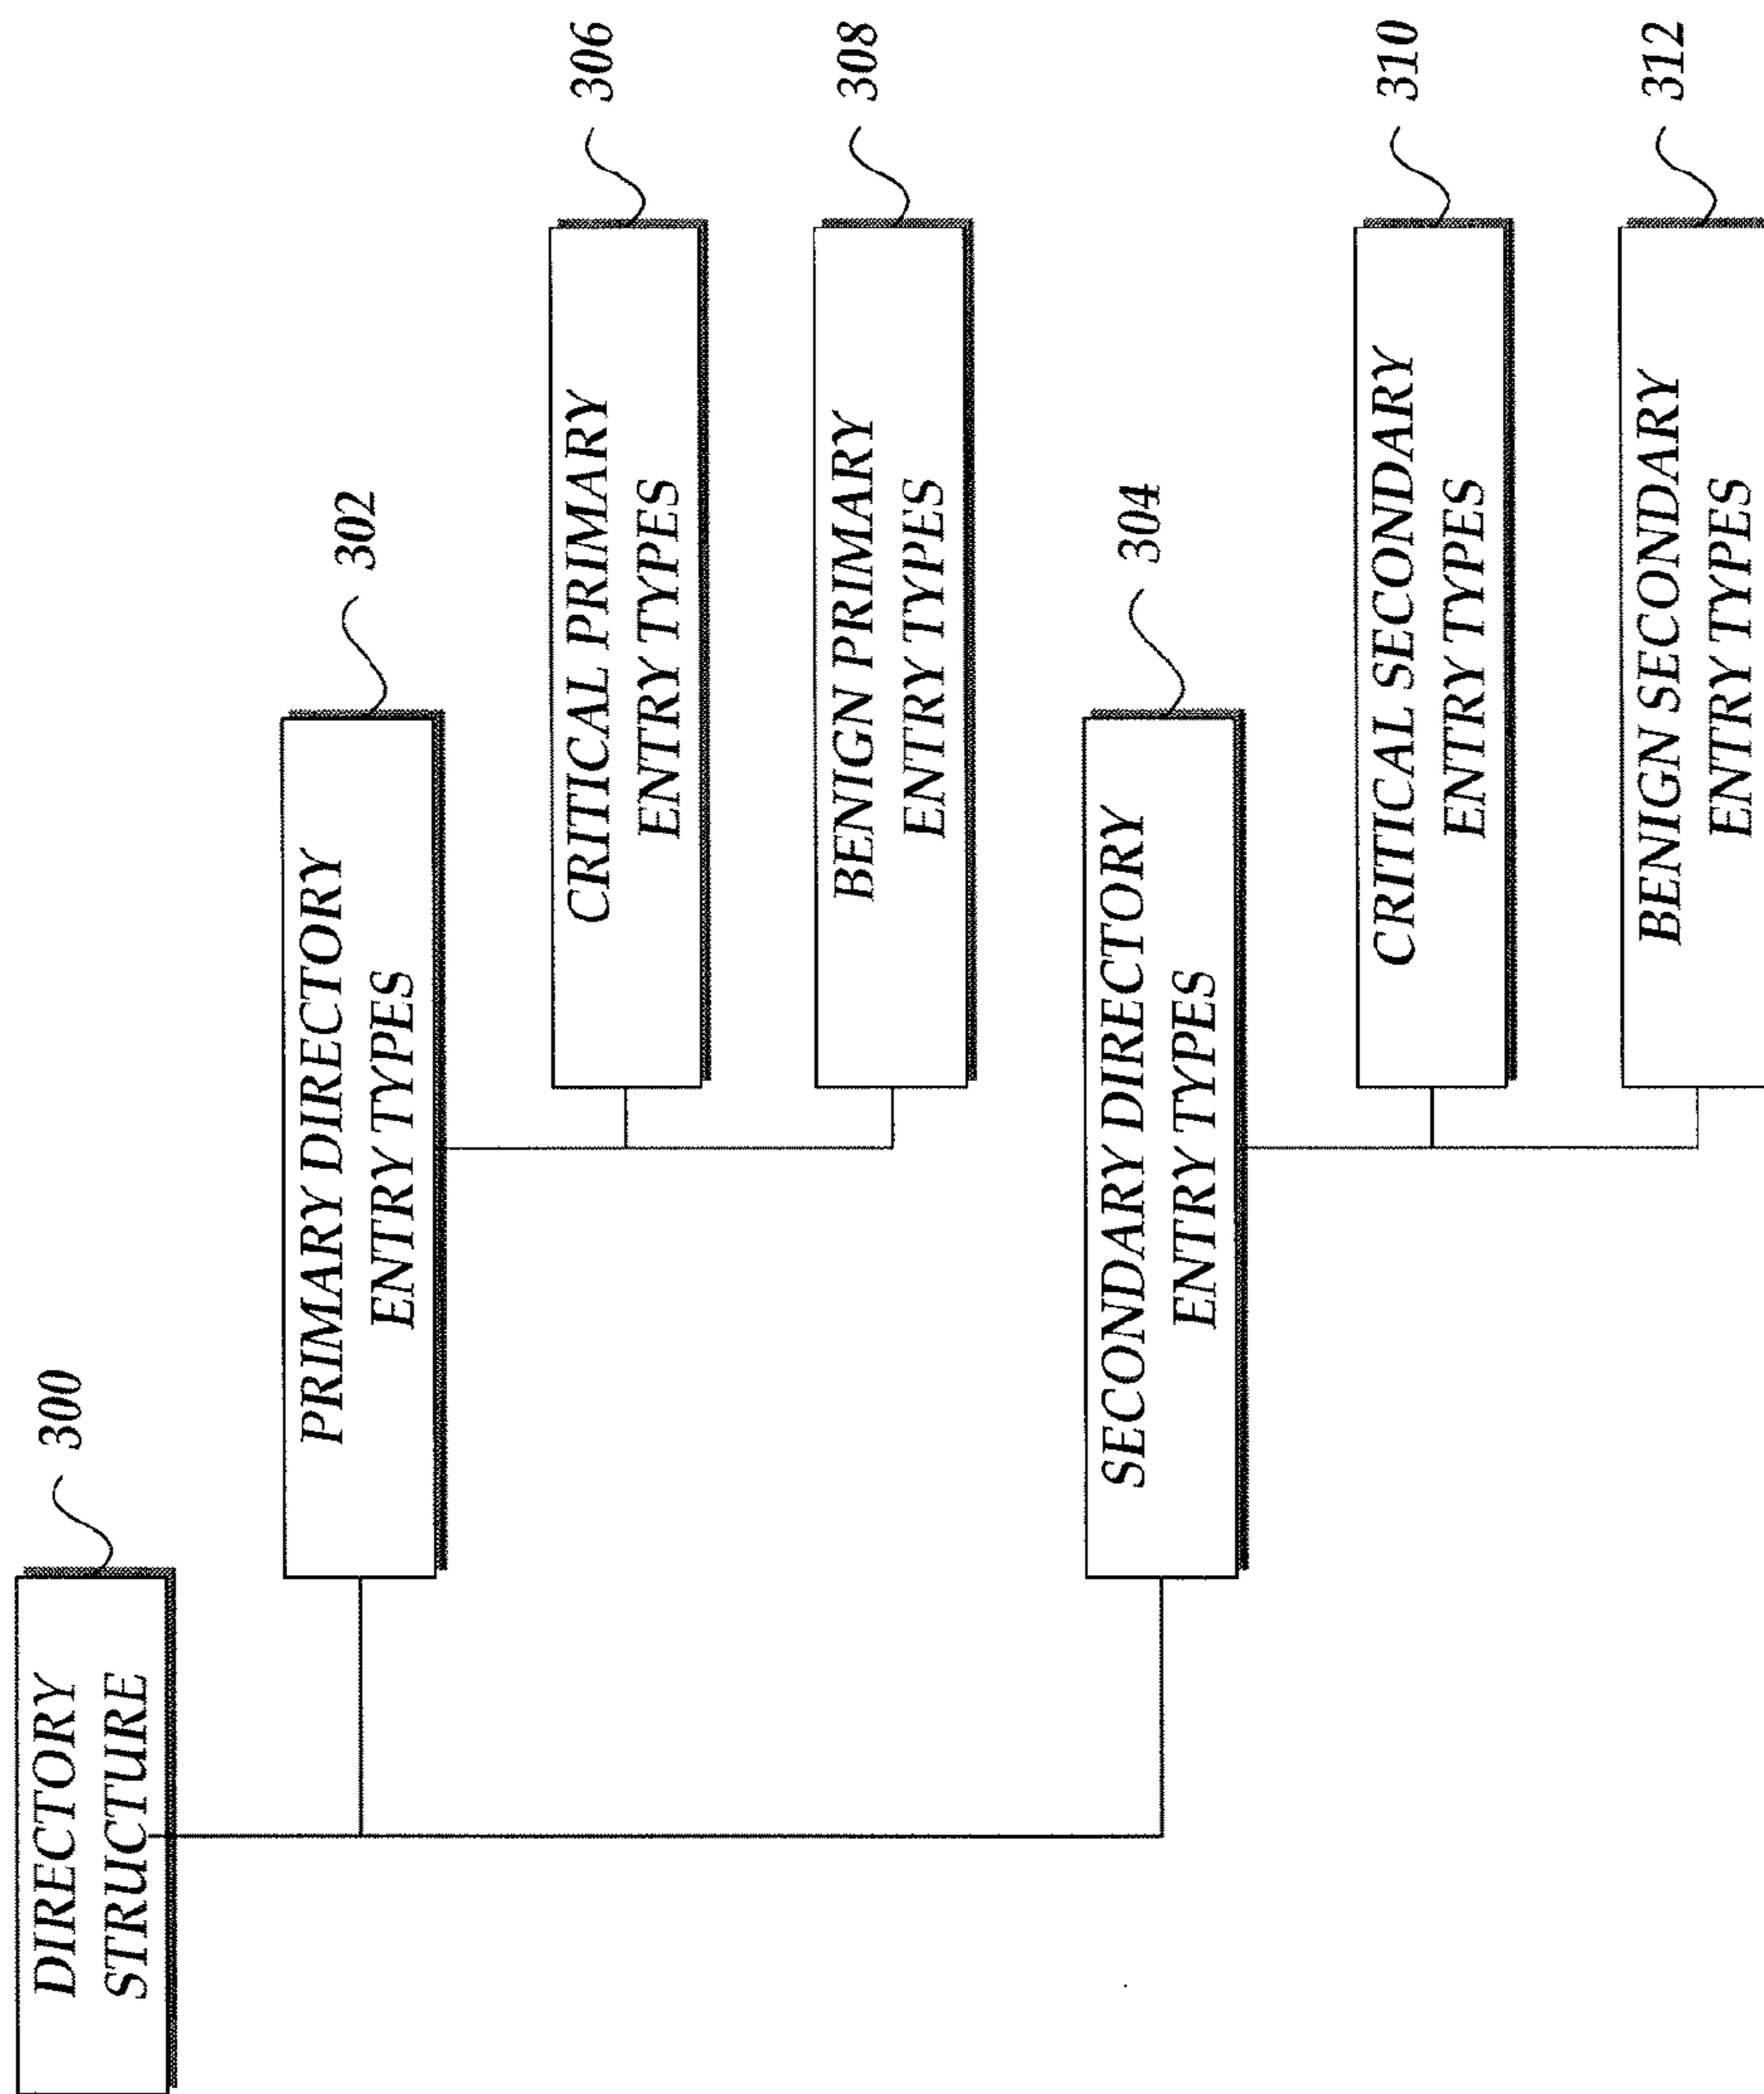 DIRECTORY
STRUCTURE
300
PRIMARY DIRECTORY
ENTRY TYPES
302
CRITICAL PRIMARY
ENTRY TYPES
306
BENIGN PRIMARY
ENTRY TYPES
308
SECONDARY DIRECTORY
ENTRY TYPES
304
CRITICAL SECONDARY
ENTRY TYPES
310
BENIGN SECONDARY
ENTRY TYPES
312